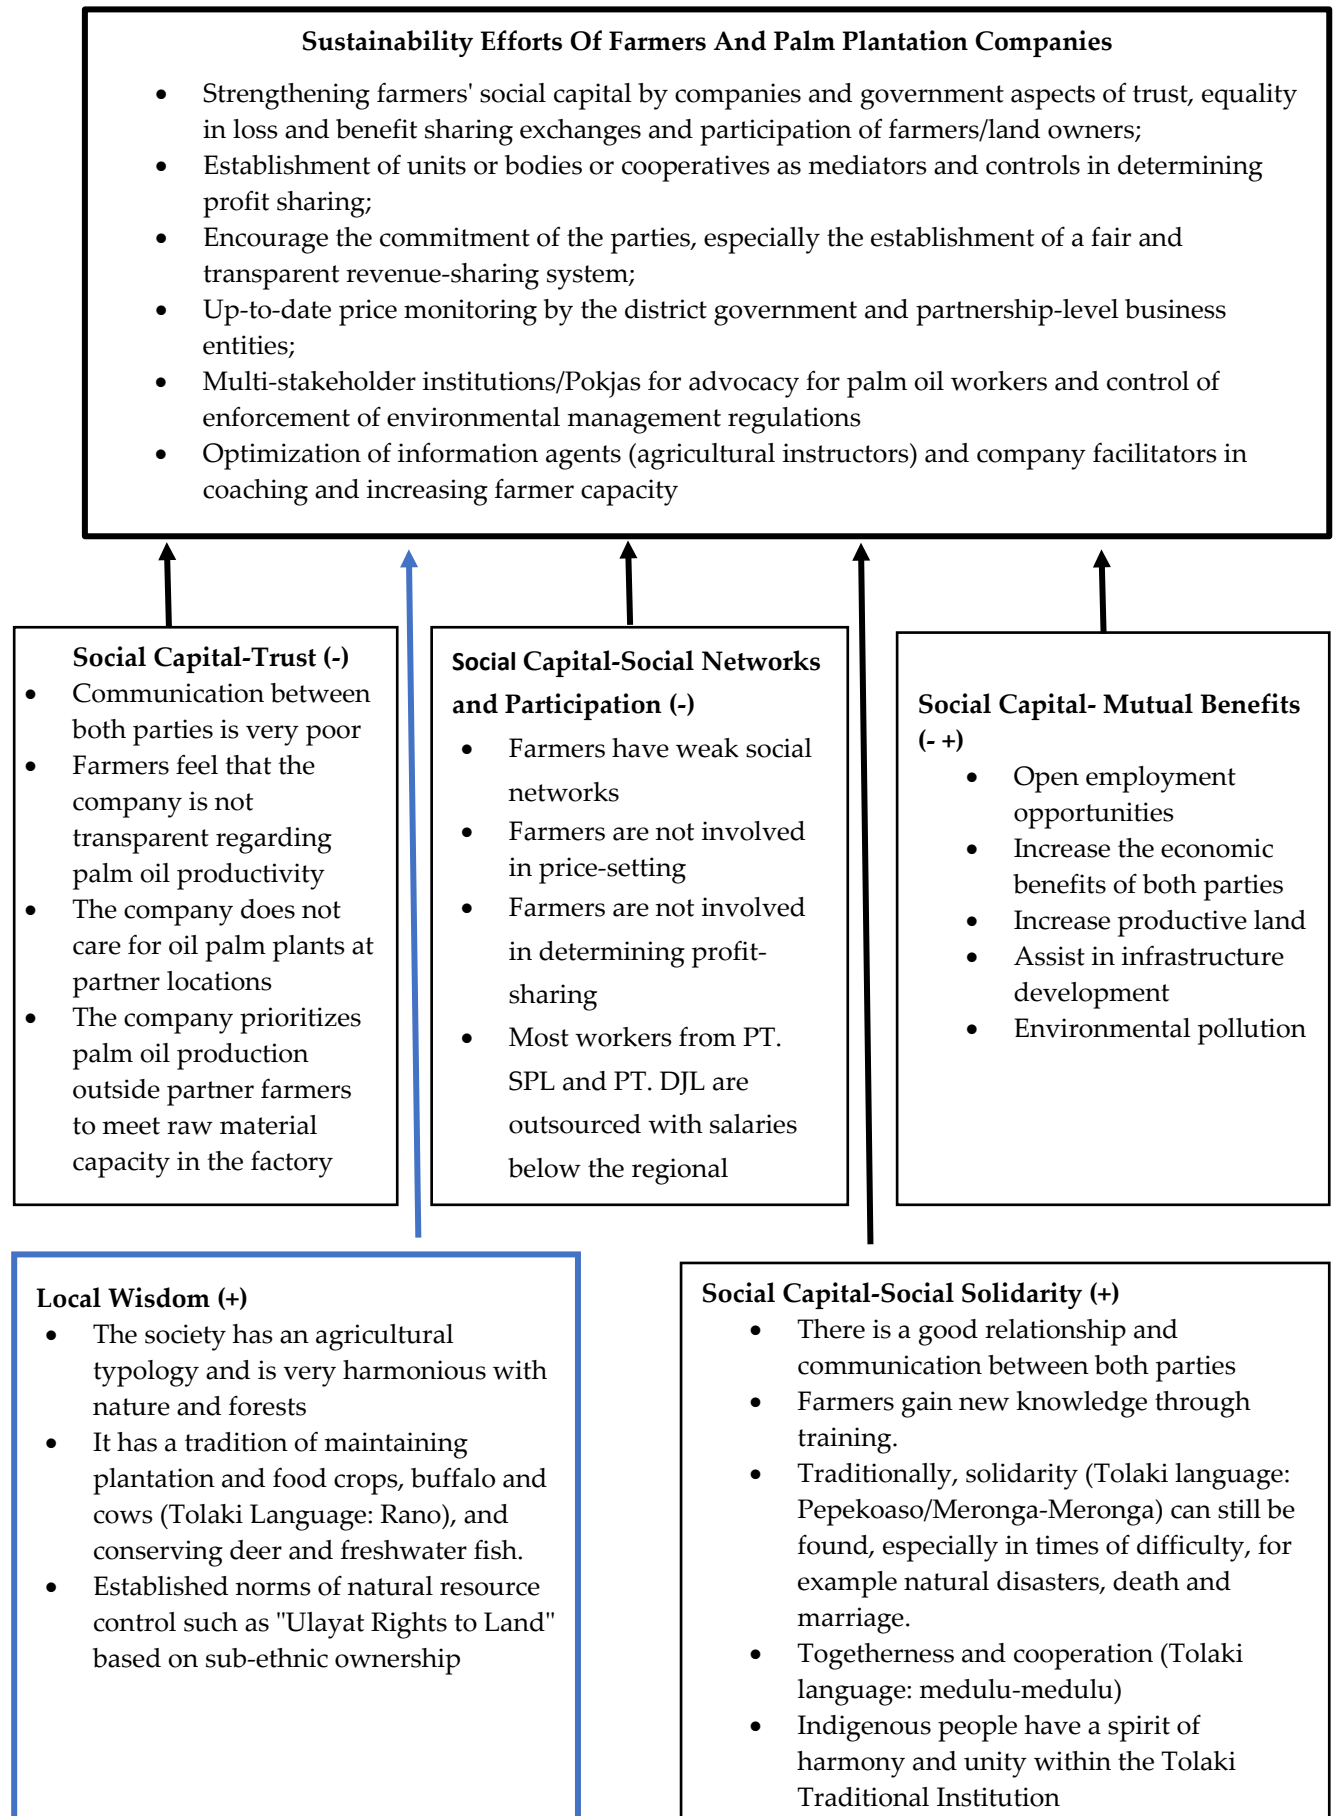 Sustainability Efforts Of Farmers And Palm Plantation Companies
• Strengthening farmers' social capital by companies and government aspects of trust, equality
in loss and benefit sharing exchanges and participation of farmers/land owners;
• Establishment of units or bodies or cooperatives as mediators and controls in determining
profit sharing;
• Encourage the commitment of the parties, especially the establishment of a fair and
transparent revenue-sharing system;
• Up-to-date price monitoring by the district government and partnership-level business
entities;
• Multi-stakeholder institutions/Pokjas for advocacy for palm oil workers and control of
enforcement of environmental management regulations
• Optimization of information agents (agricultural instructors) and company facilitators in
coaching and increasing farmer capacity
Social Capital-Trust (-)
• Communication between
both parties is very poor
• Farmers feel that the
company is not
transparent regarding
palm oil productivity
• The company does not
care for oil palm plants at
partner locations
• The company prioritizes
palm oil production
outside partner farmers
to meet raw material
capacity in the factory
Social Capital-Social Networks
and Participation (-)
• Farmers have weak social
networks
• Farmers are not involved
in price-setting
• Farmers are not involved
in determining profit-
sharing
• Most workers from PT.
SPL and PT. DJL are
outsourced with salaries
below the regional
Social Capital- Mutual Benefits
(- +)
• Open employment
opportunities
• Increase the economic
benefits of both parties
• Increase productive land
• Assist in infrastructure
development
• Environmental pollution
Local Wisdom (+)
• The society has an agricultural
typology and is very harmonious with
nature and forests
• It has a tradition of maintaining
plantation and food crops, buffalo and
cows (Tolaki Language: Rano), and
conserving deer and freshwater fish.
• Established norms of natural resource
control such as "Ulayat Rights to Land"
based on sub-ethnic ownership
Social Capital-Social Solidarity (+)
• There is a good relationship and
communication between both parties
• Farmers gain new knowledge through
training.
• Traditionally, solidarity (Tolaki language:
Pepekoaso/Meronga-Meronga) can still be
found, especially in times of difficulty, for
example natural disasters, death and
marriage.
• Togetherness and cooperation (Tolaki
language: medulu-medulu)
• Indigenous people have a spirit of
harmony and unity within the Tolaki
Traditional Institution